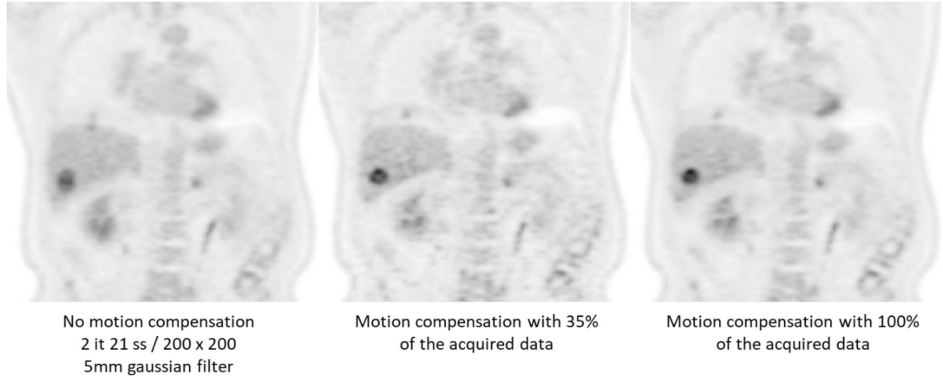 No motion compensation
2 it 21 ss / 200 x 200
5mm gaussian filter
Motion compensation with 35%
of the acquired data
Motion compensation with 100%
of the acquired data